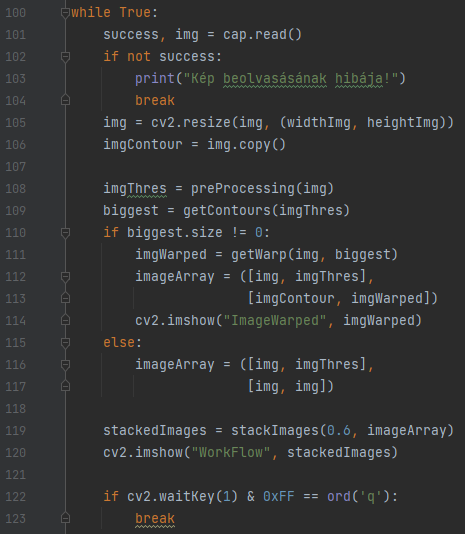 100 while True:
101     success, img = cap.read()
102     if not success:
103         print("Kép beolvasásának hibája!")
104         break
105     img = cv2.resize(img, (widthImg, heightImg))
106     imgContour = img.copy()
107
108     imgThres = preProcessing(img)
109     biggest = getContours(imgThres)
110     if biggest.size != 0:
111         imgWarped = getWarp(img, biggest)
112         imageArray = ([img, imgThres],
113                       [imgContour, imgWarped])
114         cv2.imshow("ImageWarped", imgWarped)
115     else:
116         imageArray = ([img, imgThres],
117                       [img, img])
118
119     stackedImages = stackImages(0.6, imageArray)
120     cv2.imshow("WorkFlow", stackedImages)
121
122     if cv2.waitKey(1) & 0xFF == ord('q'):
123         break